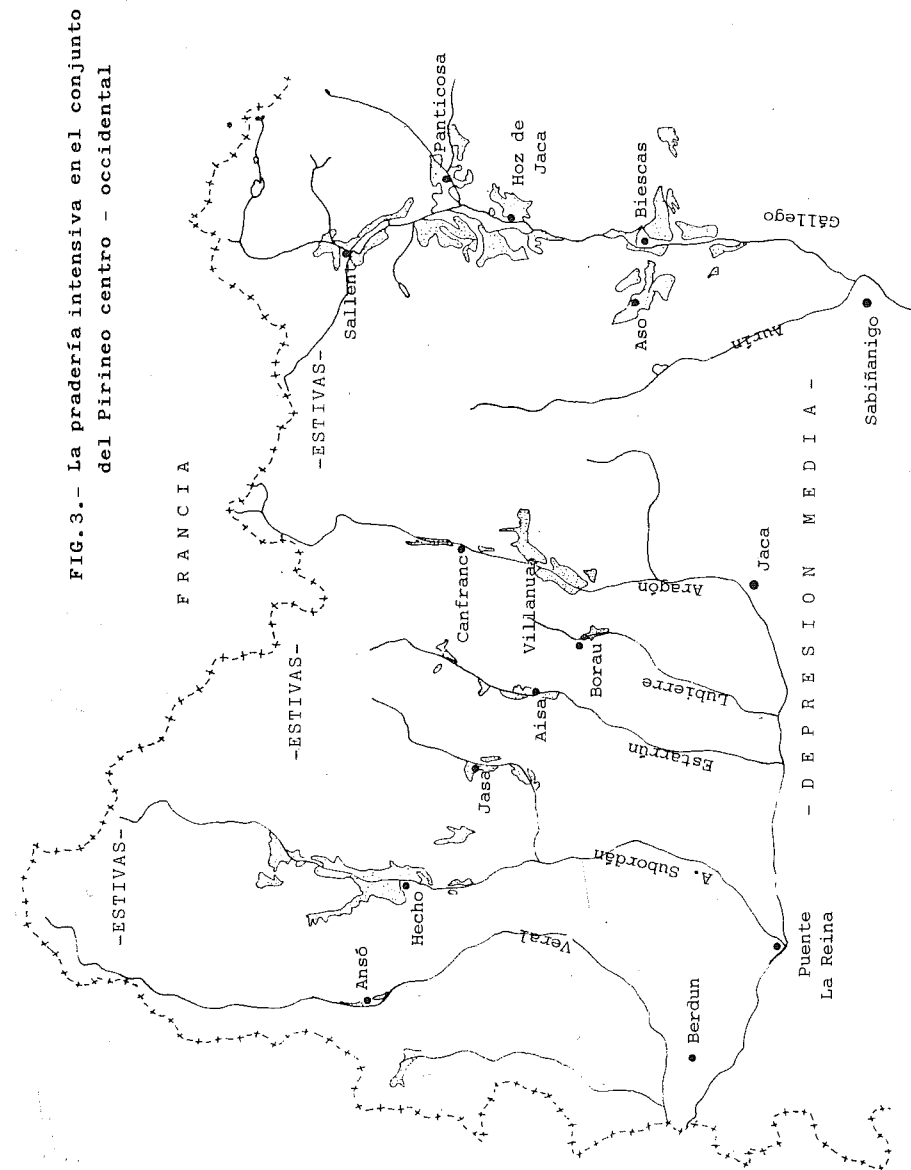 FIG.3.- La pradería intensiva en el conjunto
del Pirineo centro - occidental
FRANCIA
-ESTIVAS-
-ESTIVAS-
-ESTIVAS-
Sallent
Panticosa
Hoz de
Jaca
Biescas
Aso
Gállego
Aurín
Sabiñanigo
Canfranc
Villanua
Aragón
Jaca
Borau
Lubierre
Aisa
Estarrún
Jasa
Hecho
A. Subordán
Ansó
Veral
Berdun
Puente
La Reina
-DEPRESION MEDIA-